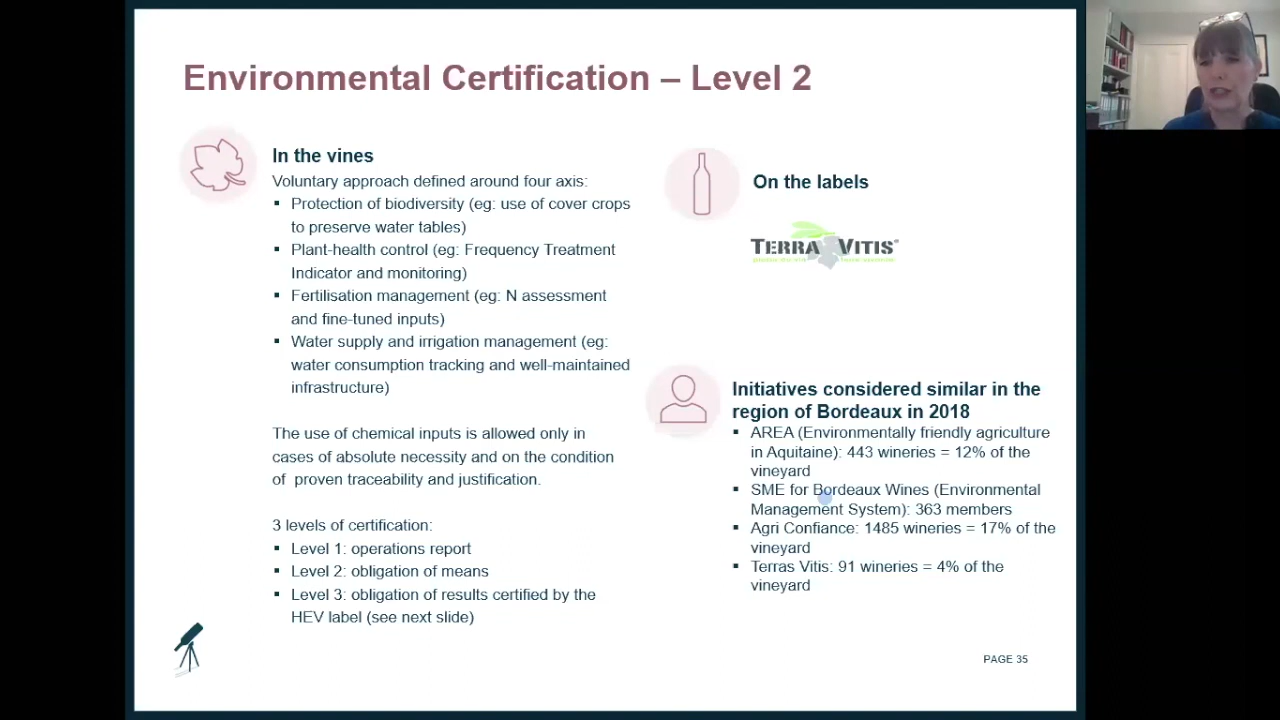 Environmental Certification – Level 2
In the vines
Voluntary approach defined around four axis:
▪ Protection of biodiversity (eg: use of cover crops
to preserve water tables)
▪ Plant-health control (eg: Frequency Treatment
Indicator and monitoring)
▪ Fertilisation management (eg: N assessment
and fine-tuned inputs)
▪ Water supply and irrigation management (eg:
water consumption tracking and well-maintained
infrastructure)
The use of chemical inputs is allowed only in
cases of absolute necessity and on the condition
of proven traceability and justification.
3 levels of certification:
▪ Level 1: operations report
▪ Level 2: obligation of means
▪ Level 3: obligation of results certified by the
HEV label (see next slide)
On the labels
TERRA VITIS®
Initiatives considered similar in the
region of Bordeaux in 2018
▪ AREA (Environmentally friendly agriculture
in Aquitaine): 443 wineries = 12% of the
vineyard
▪ SME for Bordeaux Wines (Environmental
Management System): 363 members
▪ Agri Confiance: 1485 wineries = 17% of the
vineyard
▪ Terras Vitis: 91 wineries = 4% of the
vineyard
PAGE 35